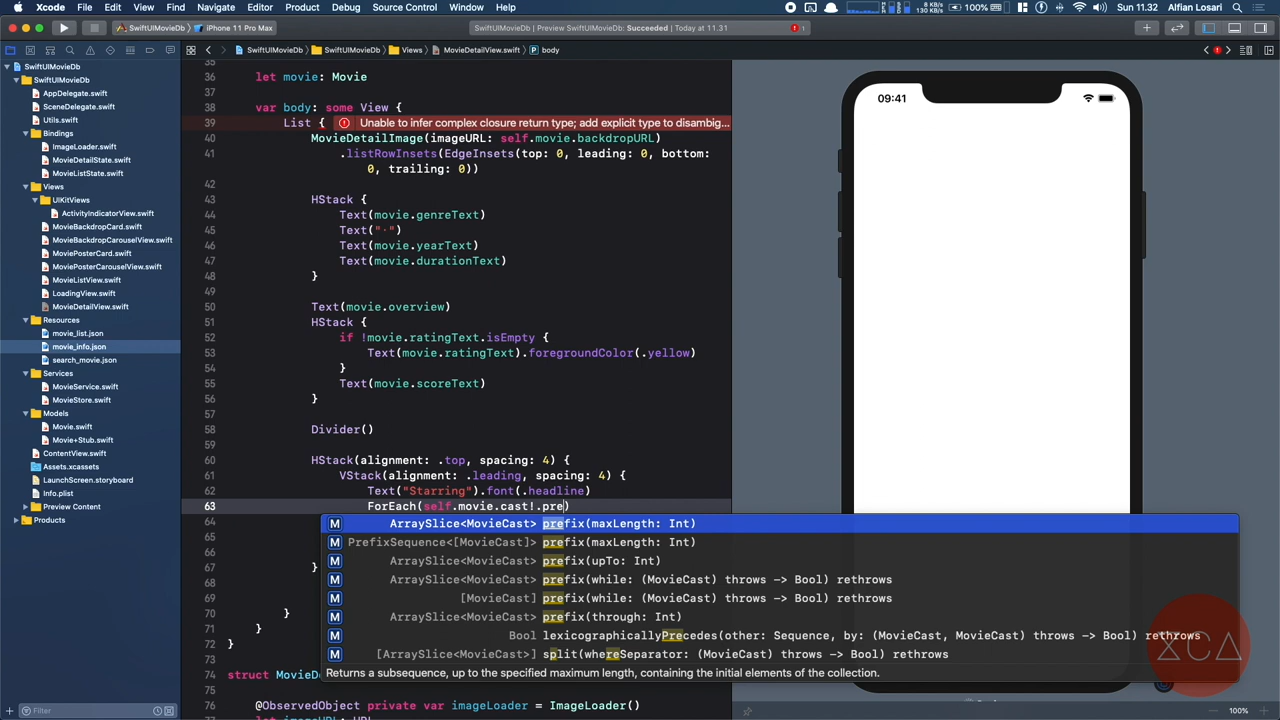 Xcode File Edit View Find Navigate Editor Product Debug Source Control Window Help 130 KB/s 100% Sun 11.32 Alfian Losari
SwiftUIMovieDb iPhone 11 Pro Max SwiftUIMovieDb | Preview SwiftUIMovieDb: Succeeded | Today at 11.31 1
SwiftUIMovieDb SwiftUIMovieDb Views MovieDetailView.swift P body
SwiftUIMovieDb
SwiftUIMovieDb
AppDelegate.swift
SceneDelegate.swift
Utils.swift
Bindings
ImageLoader.swift
MovieDetailState.swift
MovieListState.swift
Views
UIKitViews
ActivityIndicatorView.swift
MovieBackdropCard.swift
MovieBackdropCarouselView.swift
MoviePosterCard.swift
MoviePosterCarouselView.swift
MovieListView.swift
LoadingView.swift
MovieDetailView.swift
Resources
movie_list.json
movie_info.json
search_movie.json
Services
MovieService.swift
MovieStore.swift
Models
Movie.swift
Movie+Stub.swift
ContentView.swift
Assets.xcassets
LaunchScreen.storyboard
Info.plist
Preview Content
Products
Filter
35
36 let movie: Movie
37
38 var body: some View {
39 List { Unable to infer complex closure return type; add explicit type to disambig...
40 MovieDetailImage(imageURL: self.movie.backdropURL)
41 .listRowInsets(EdgeInsets(top: 0, leading: 0, bottom:
0, trailing: 0))
42
43 HStack {
44 Text(movie.genreText)
45 Text("·")
46 Text(movie.yearText)
47 Text(movie.durationText)
48 }
49
50 Text(movie.overview)
51 HStack {
52 if !movie.ratingText.isEmpty {
53 Text(movie.ratingText).foregroundColor(.yellow)
54 }
55 Text(movie.scoreText)
56 }
57
58 Divider()
59
60 HStack(alignment: .top, spacing: 4) {
61 VStack(alignment: .leading, spacing: 4) {
62 Text("Starring").font(.headline)
63 ForEach(self.movie.cast!.pre)
64 M ArraySlice<MovieCast> prefix(maxLength: Int)
65 M PrefixSequence<[MovieCast]> prefix(maxLength: Int)
66 M ArraySlice<MovieCast> prefix(upTo: Int)
67 } M ArraySlice<MovieCast> prefix(while: (MovieCast) throws -> Bool) rethrows
68 M [MovieCast] prefix(while: (MovieCast) throws -> Bool) rethrows
70 } M ArraySlice<MovieCast> prefix(through: Int)
71 } M Bool lexicographicallyPrecedes(other: Sequence, by: (MovieCast, MovieCast) throws -> Bool) rethrows
72 } M [ArraySlice<MovieCast>] split(whereSeparator: (MovieCast) throws -> Bool) rethrows
73
74 struct MovieD Returns a subsequence, up to the specified maximum length, containing the initial elements of the collection.
75
76 @ObservedObject private var imageLoader = ImageLoader()
09:41
XCA
100%